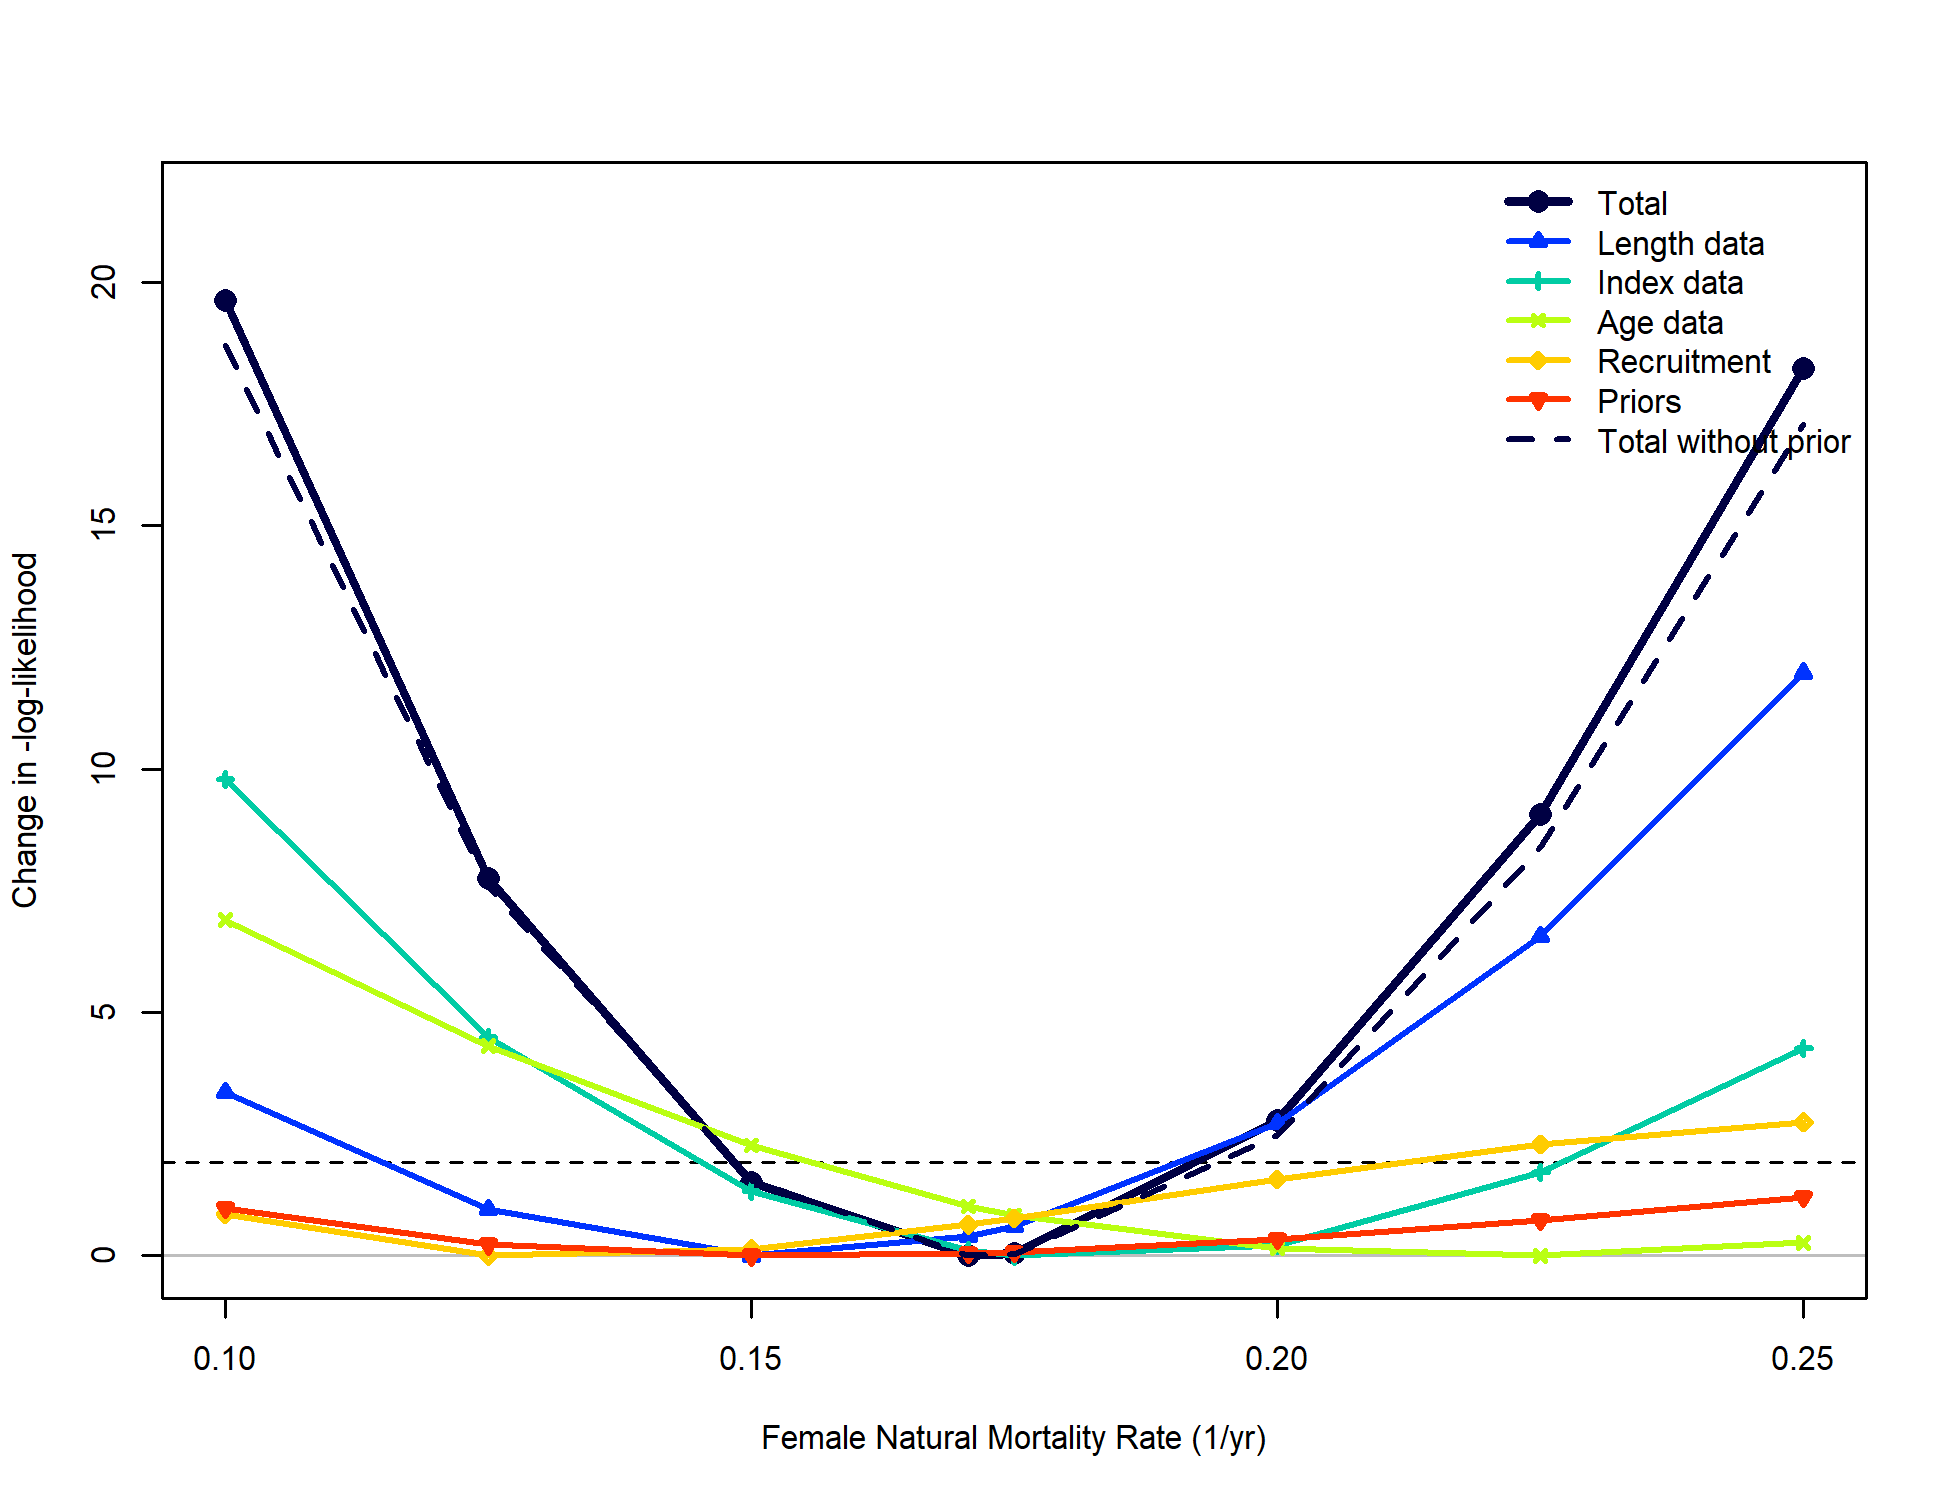 Total
Length data
Index data
Age data
Recruitment
Priors
Total without prior
20
15
10
5
0
Change in -log-likelihood
0.10 0.15 0.20 0.25
Female Natural Mortality Rate (1/yr)